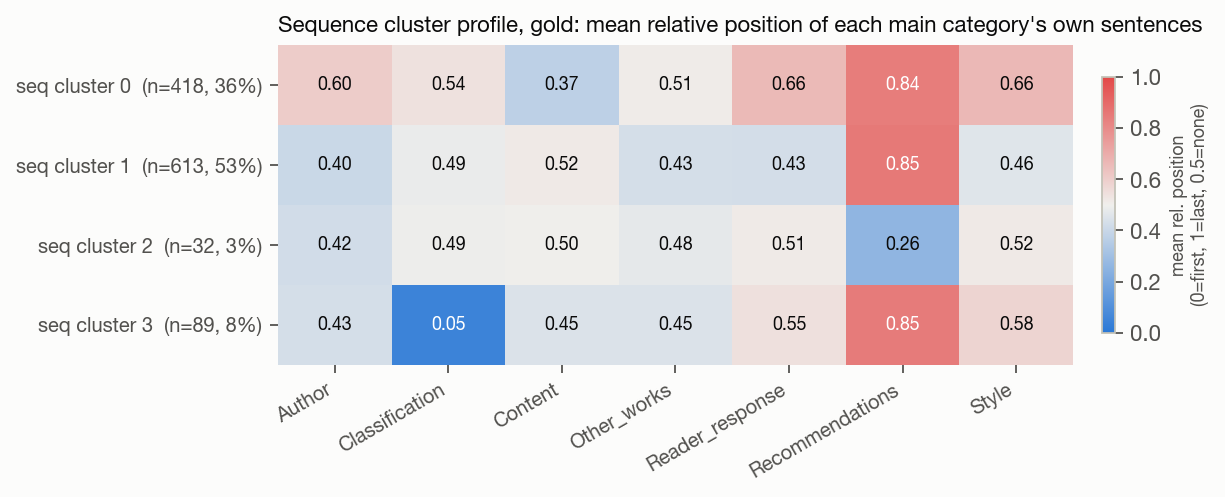 Sequence cluster profile, gold: mean relative position of each main category's own sentences
seq cluster 0 (n=418, 36%) 0.60 0.54 0.37 0.51 0.66 0.84 0.66
seq cluster 1 (n=613, 53%) 0.40 0.49 0.52 0.43 0.43 0.85 0.46
seq cluster 2 (n=32, 3%) 0.42 0.49 0.50 0.48 0.51 0.26 0.52
seq cluster 3 (n=89, 8%) 0.43 0.05 0.45 0.45 0.55 0.85 0.58
Author
Classification
Content
Other_works
Reader_response
Recommendations
Style
1.0
0.8
0.6
0.4
0.2
0.0
mean rel. position
(0=first, 1=last, 0.5=none)